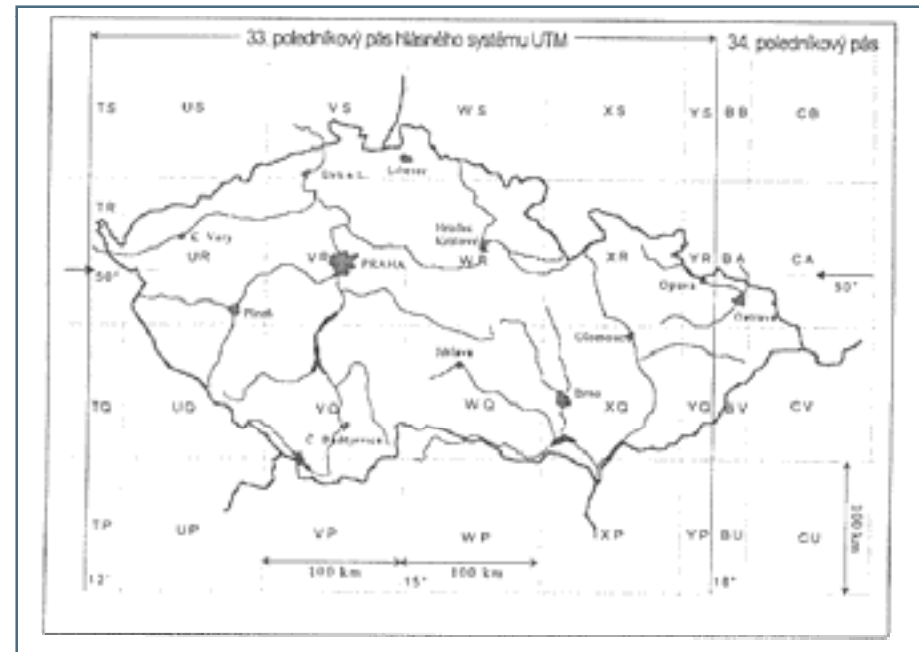 33. poledníkový pás hlásného systému UTM 34. poledníkový pás
TS US VS WS XS YS BB CB
Liberec
TR
K. Vary
Hradec
Králové
UR VR PRAHA WR XR YR BA CA
50° 50°
Opava
Plzeň
Ostrava
Olomouc
Jihlava
Brno
TQ UQ VQ WQ XQ YQ BV CV
Č. Budějovice
TP UP VP WP XP YP BU CU
100 km
100 km 100 km
12° 15° 18°